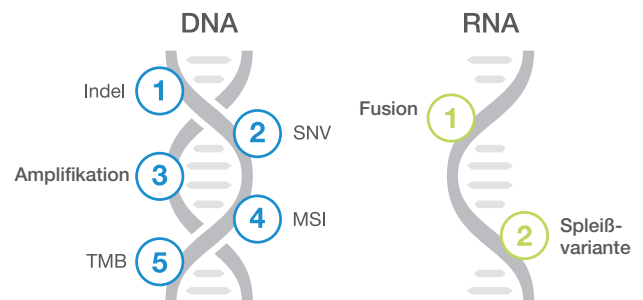 DNA
RNA
Indel
1
2
SNV
Amplifikation
3
4
MSI
TMB
5
Fusion
1
2
Spleiß-
variante